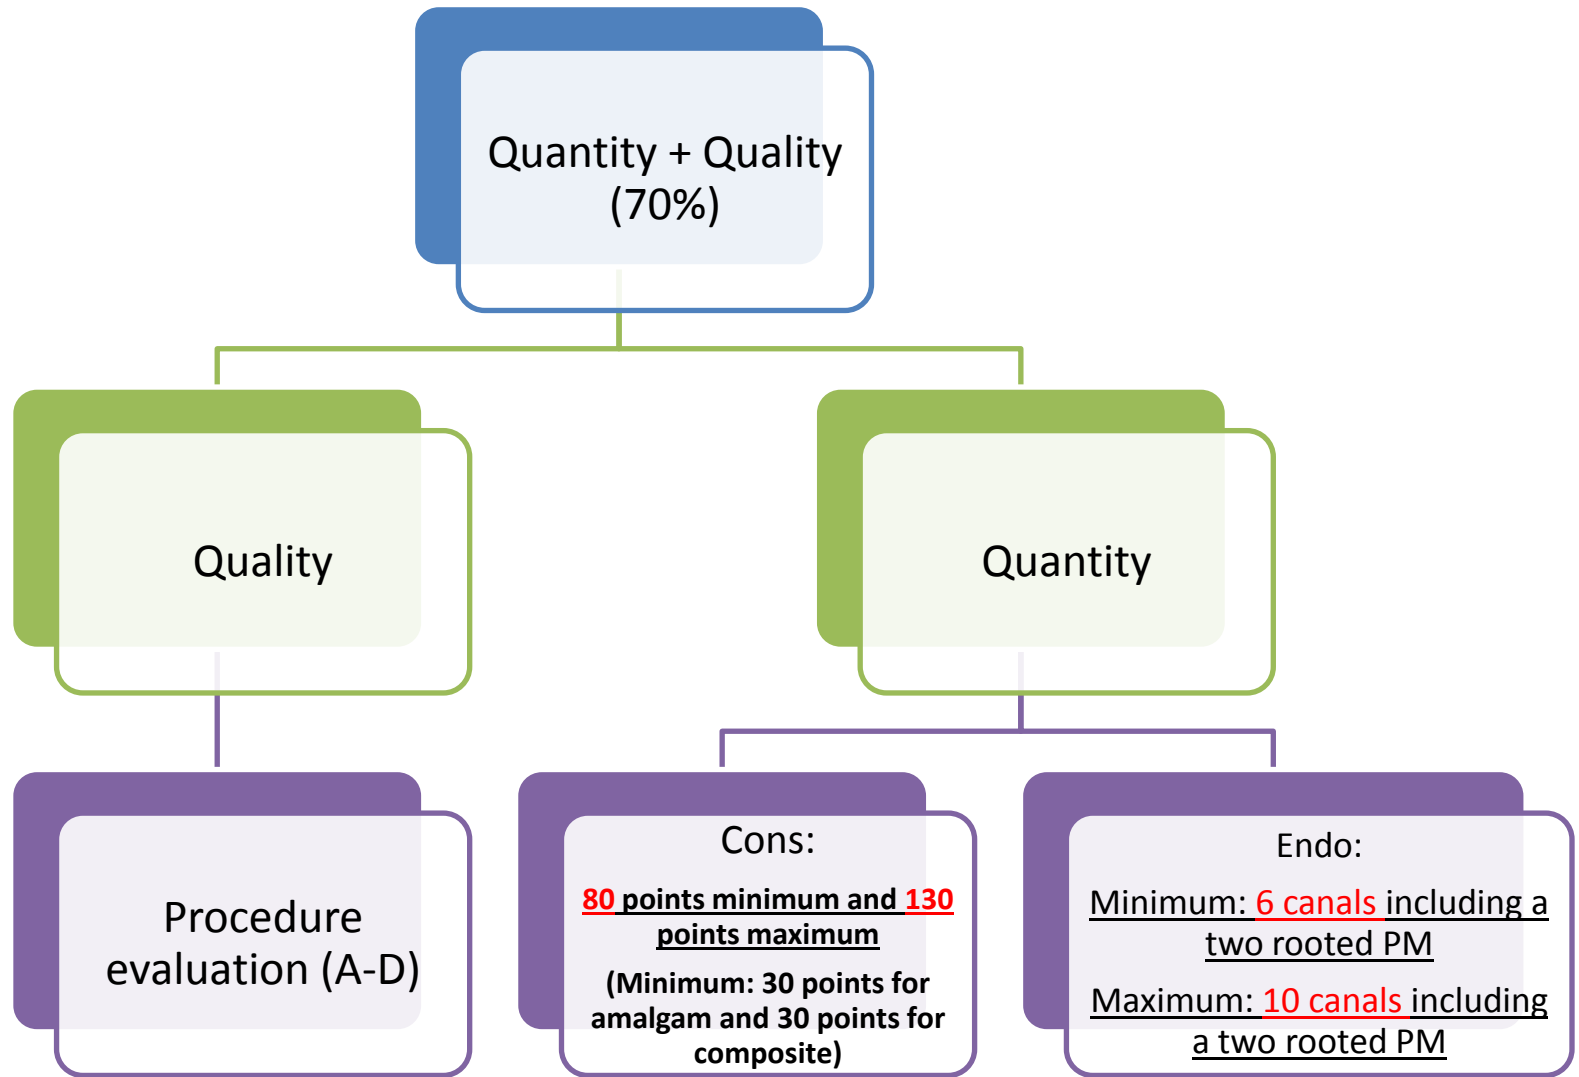 Quantity + Quality
(70%)
Quality
Quantity
Procedure
evaluation (A-D)
Cons:
80 points minimum and 130
points maximum
(Minimum: 30 points for
amalgam and 30 points for
composite)
Endo:
Minimum: 6 canals including a
two rooted PM
Maximum: 10 canals including
a two rooted PM